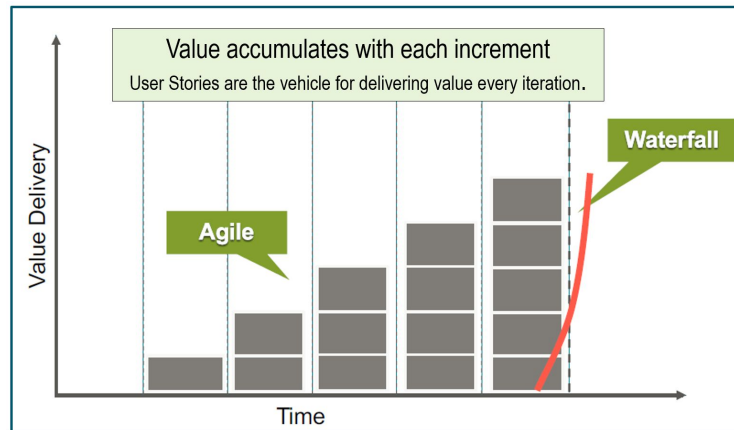 Value accumulates with each increment
User Stories are the vehicle for delivering value every iteration.
Waterfall
Agile
Value Delivery
Time